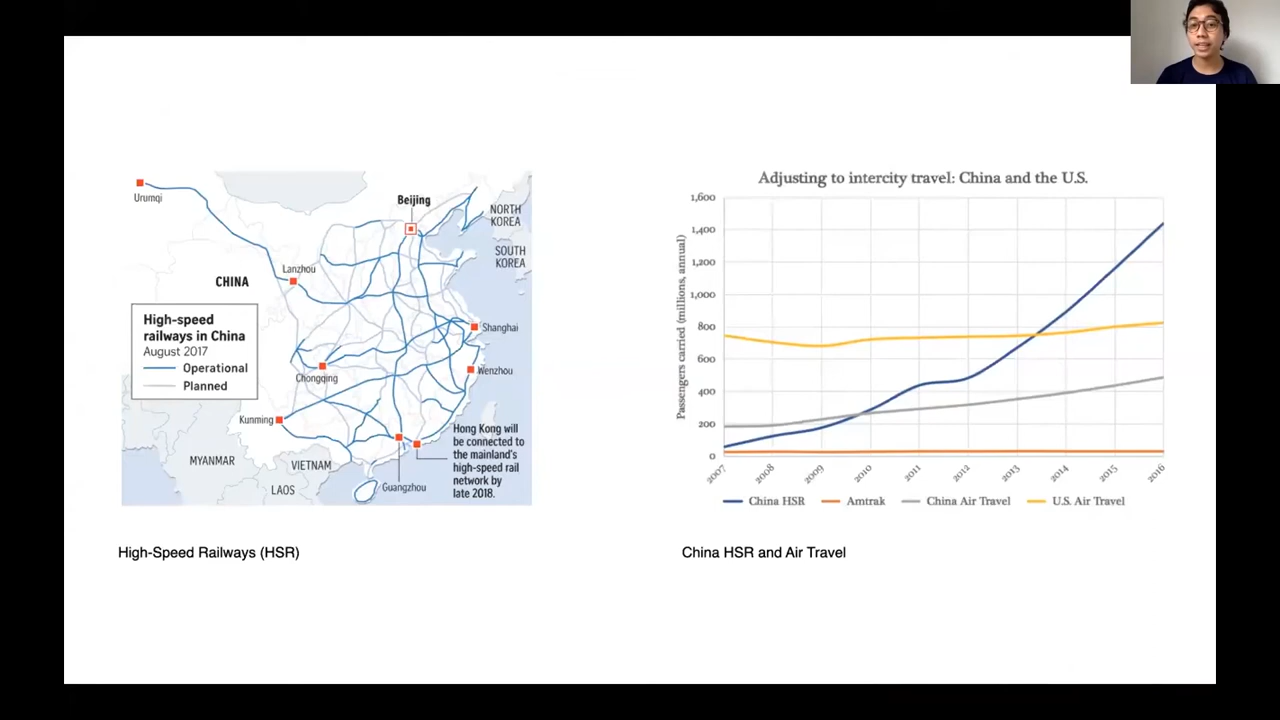 Urumqi
Beijing
NORTH
KOREA
SOUTH
KOREA
Lanzhou
CHINA
High-speed
railways in China
August 2017
Operational
Planned
Shanghai
Wenzhou
Chongqing
Kunming
Hong Kong will
be connected to
the mainland's
high-speed rail
network by
late 2018.
MYANMAR
VIETNAM
LAOS
Guangzhou
High-Speed Railways (HSR)
Adjusting to intercity travel: China and the U.S.
Passengers carried (millions, annual)
1,600
1,400
1,200
1,000
800
600
400
200
0
2007 2008 2009 2010 2011 2012 2013 2014 2015 2016
China HSR Amtrak China Air Travel U.S. Air Travel
China HSR and Air Travel